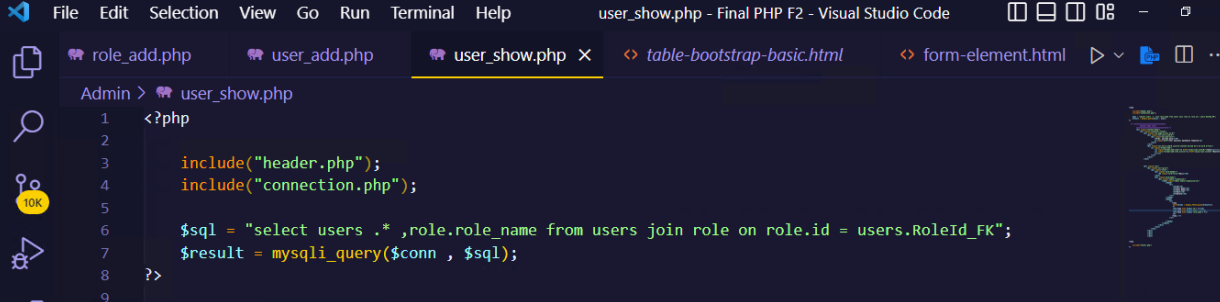 File Edit Selection View Go Run Terminal Help user_show.php - Final PHP F2 - Visual Studio Code
role_add.php user_add.php user_show.php table-bootstrap-basic.html form-element.html
Admin > user_show.php
1 <?php
2
3 include("header.php");
4 include("connection.php");
5
6 $sql = "select users .* ,role.role_name from users join role on role.id = users.RoleId_FK";
7 $result = mysqli_query($conn , $sql);
8 ?>
9
10K